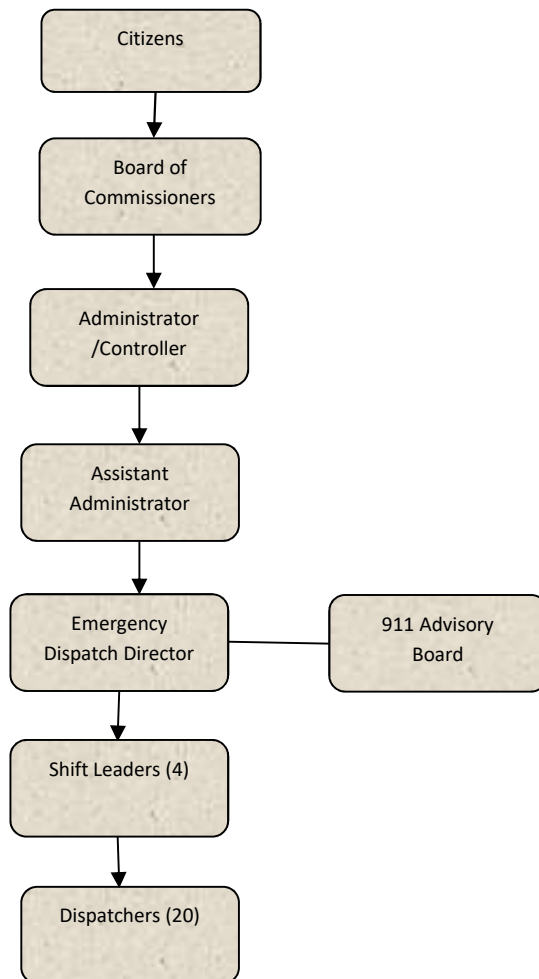 Citizens
Board of
Commissioners
Administrator
/Controller
Assistant
Administrator
Emergency
Dispatch Director
911 Advisory
Board
Shift Leaders (4)
Dispatchers (20)